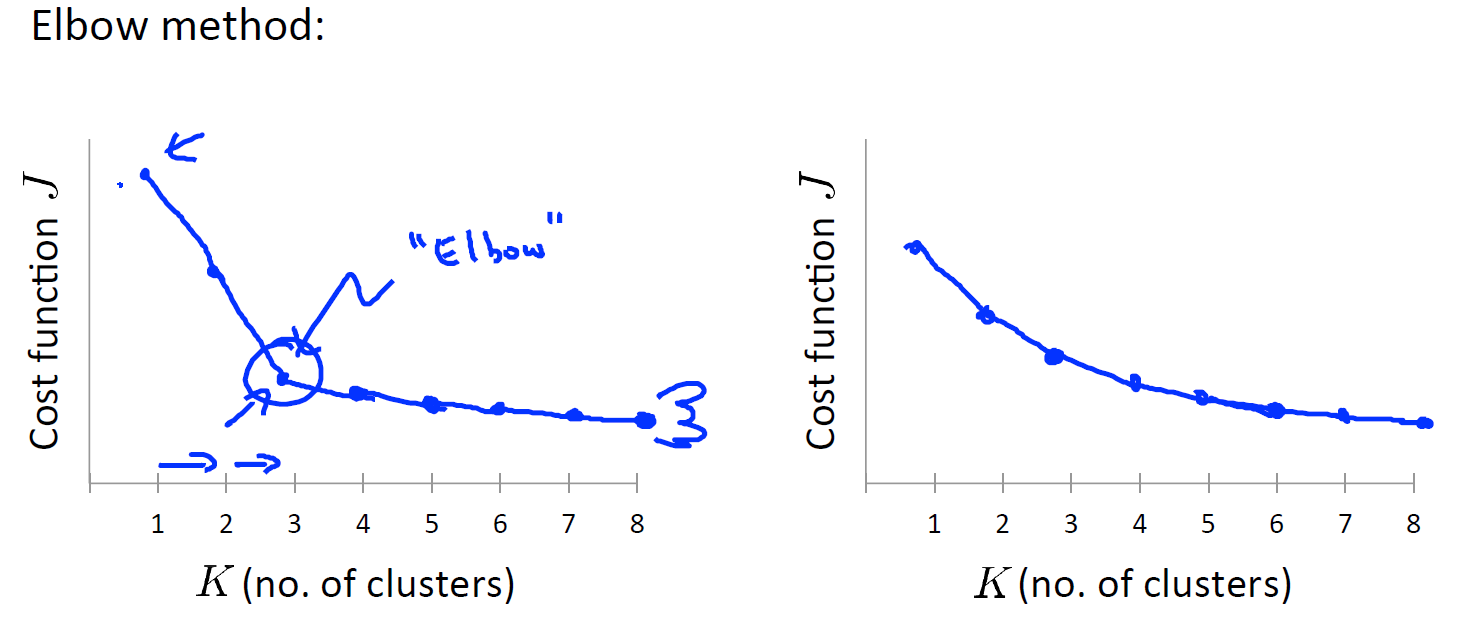 Elbow method:
Cost function J
"Elbow"
1 2 3 4 5 6 7 8
K (no. of clusters)
Cost function J
1 2 3 4 5 6 7 8
K (no. of clusters)